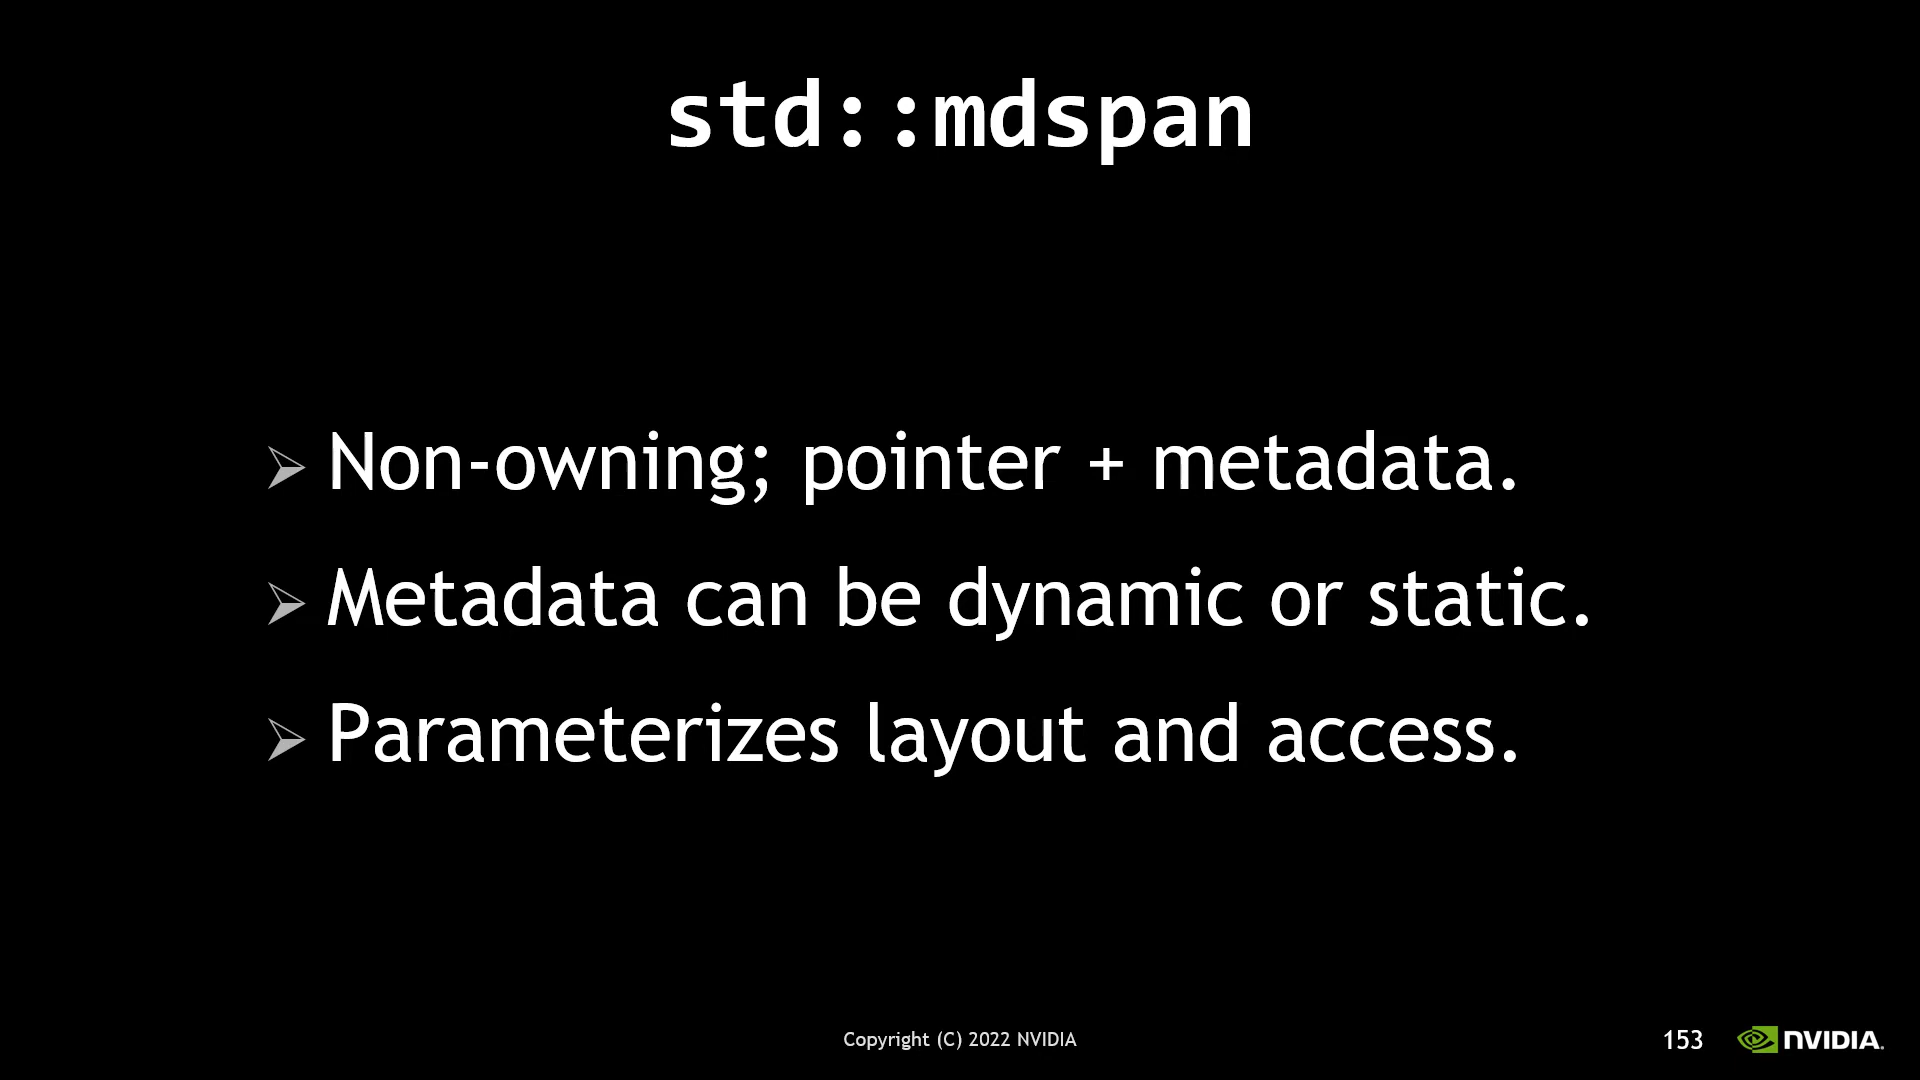 std::mdspan
Non-owning; pointer + metadata.
Metadata can be dynamic or static.
Parameterizes layout and access.
Copyright (C) 2022 NVIDIA
153
NVIDIA.